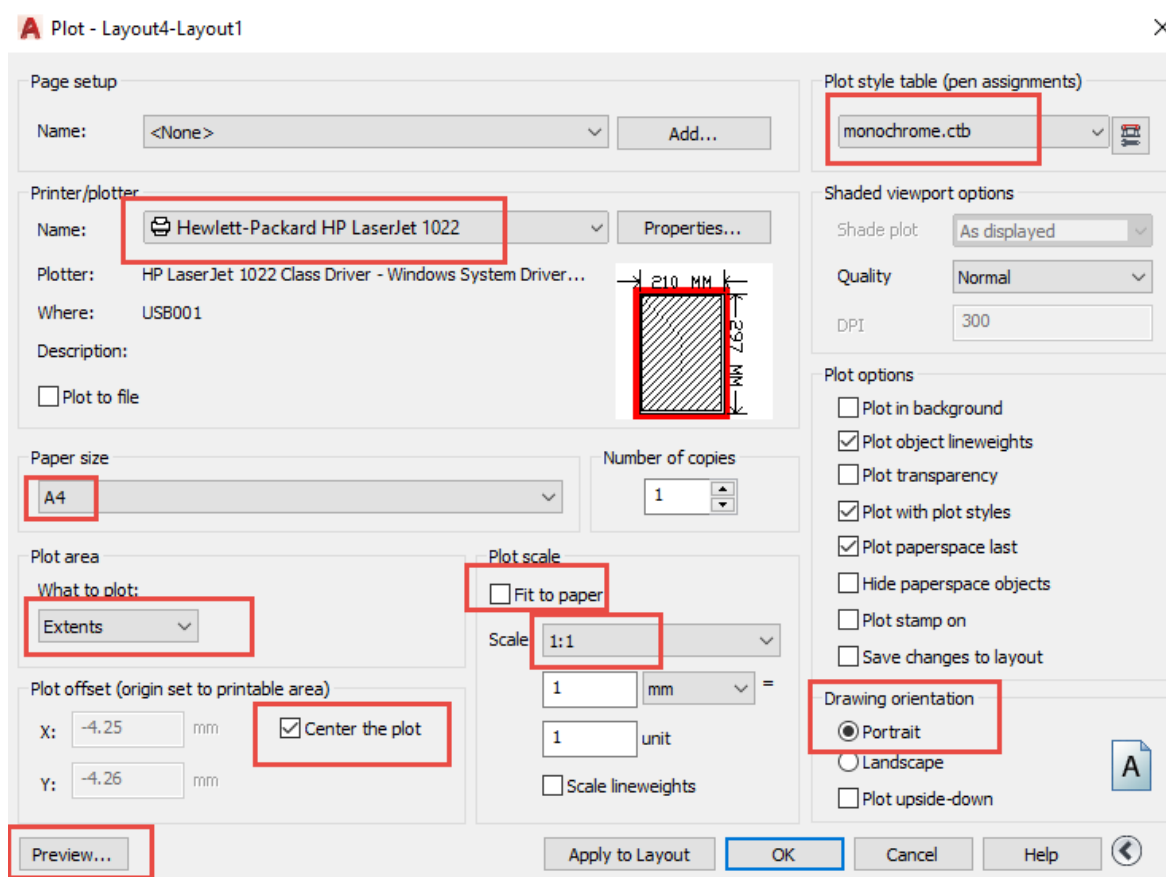 Plot - Layout4-Layout1
Page setup
Name:
<None>
Add...
Printer/plotter
Name:
Hewlett-Packard HP LaserJet 1022
Properties...
Plotter:
HP LaserJet 1022 Class Driver - Windows System Driver...
Where:
USB001
Description:
Plot to file
210 MM
297 MM
Paper size
A4
Number of copies
1
Plot area
What to plot:
Extents
Plot offset (origin set to printable area)
X:
-4.25
mm
Center the plot
Y:
-4.26
mm
Plot scale
Fit to paper
Scale
1:1
1
mm
=
1
unit
Scale lineweights
Plot style table (pen assignments)
monochrome.ctb
Shaded viewport options
Shade plot
As displayed
Quality
Normal
DPI
300
Plot options
Plot in background
Plot object lineweights
Plot transparency
Plot with plot styles
Plot paperspace last
Hide paperspace objects
Plot stamp on
Save changes to layout
Drawing orientation
Portrait
Landscape
Plot upside-down
A
Preview...
Apply to Layout
OK
Cancel
Help